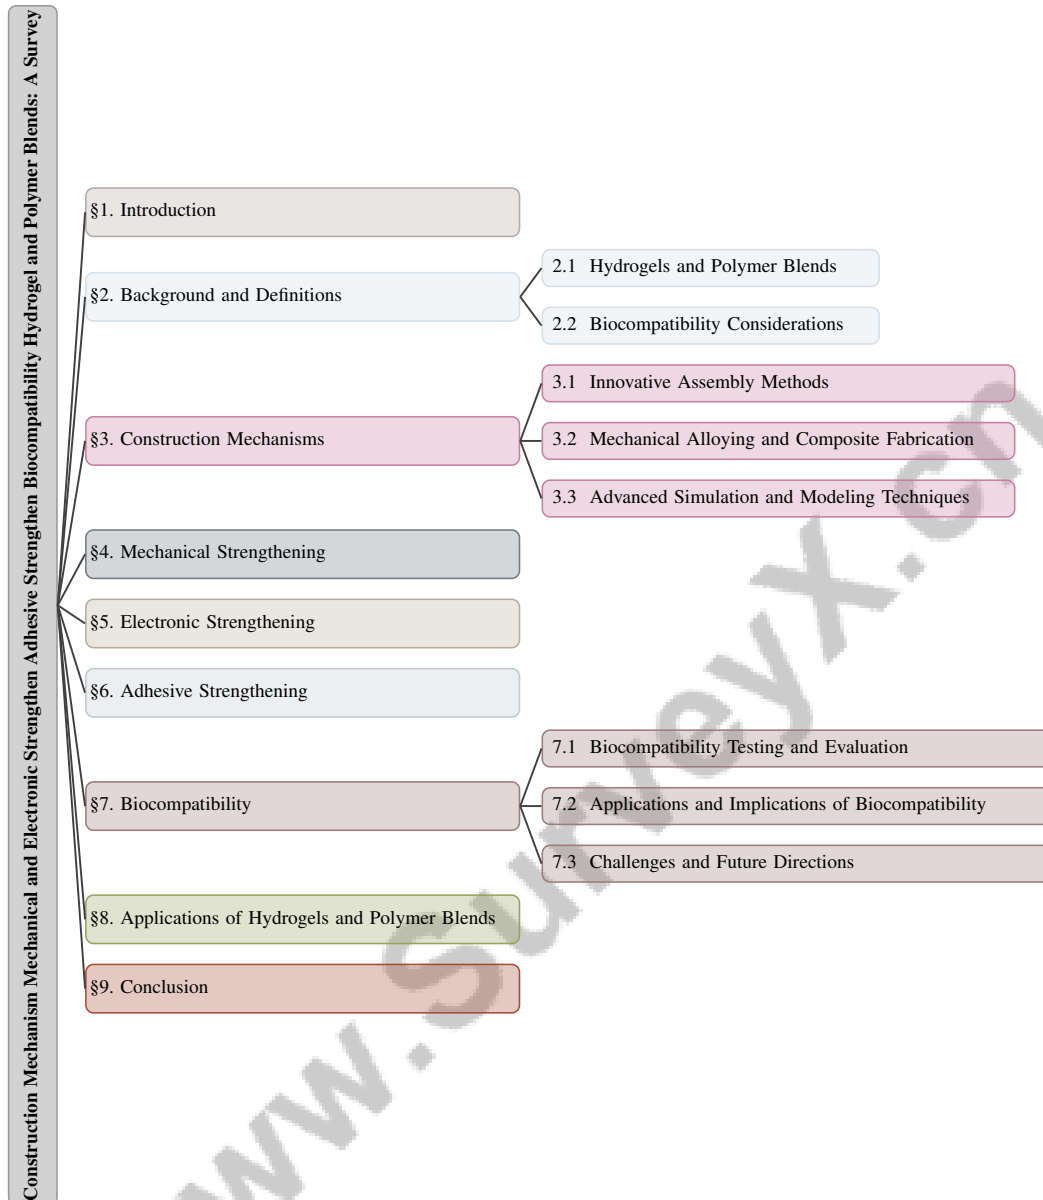 Construction Mechanism Mechanical and Electronic Strengthen Adhesive Strengthen Biocompatibility Hydrogel and Polymer Blends: A Survey
§1. Introduction
§2. Background and Definitions
2.1 Hydrogels and Polymer Blends
2.2 Biocompatibility Considerations
§3. Construction Mechanisms
3.1 Innovative Assembly Methods
3.2 Mechanical Alloying and Composite Fabrication
3.3 Advanced Simulation and Modeling Techniques
§4. Mechanical Strengthening
§5. Electronic Strengthening
§6. Adhesive Strengthening
§7. Biocompatibility
7.1 Biocompatibility Testing and Evaluation
7.2 Applications and Implications of Biocompatibility
7.3 Challenges and Future Directions
§8. Applications of Hydrogels and Polymer Blends
§9. Conclusion
www.SurveyX.cn